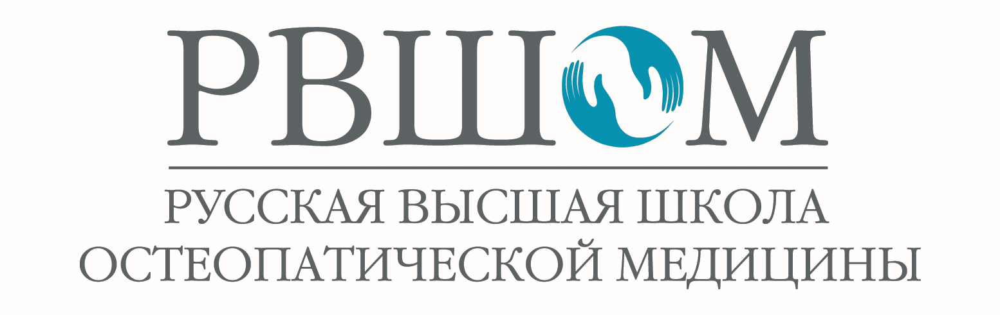 РВШОМ
РУССКАЯ ВЫСШАЯ ШКОЛА
ОСТЕОПАТИЧЕСКОЙ МЕДИЦИНЫ